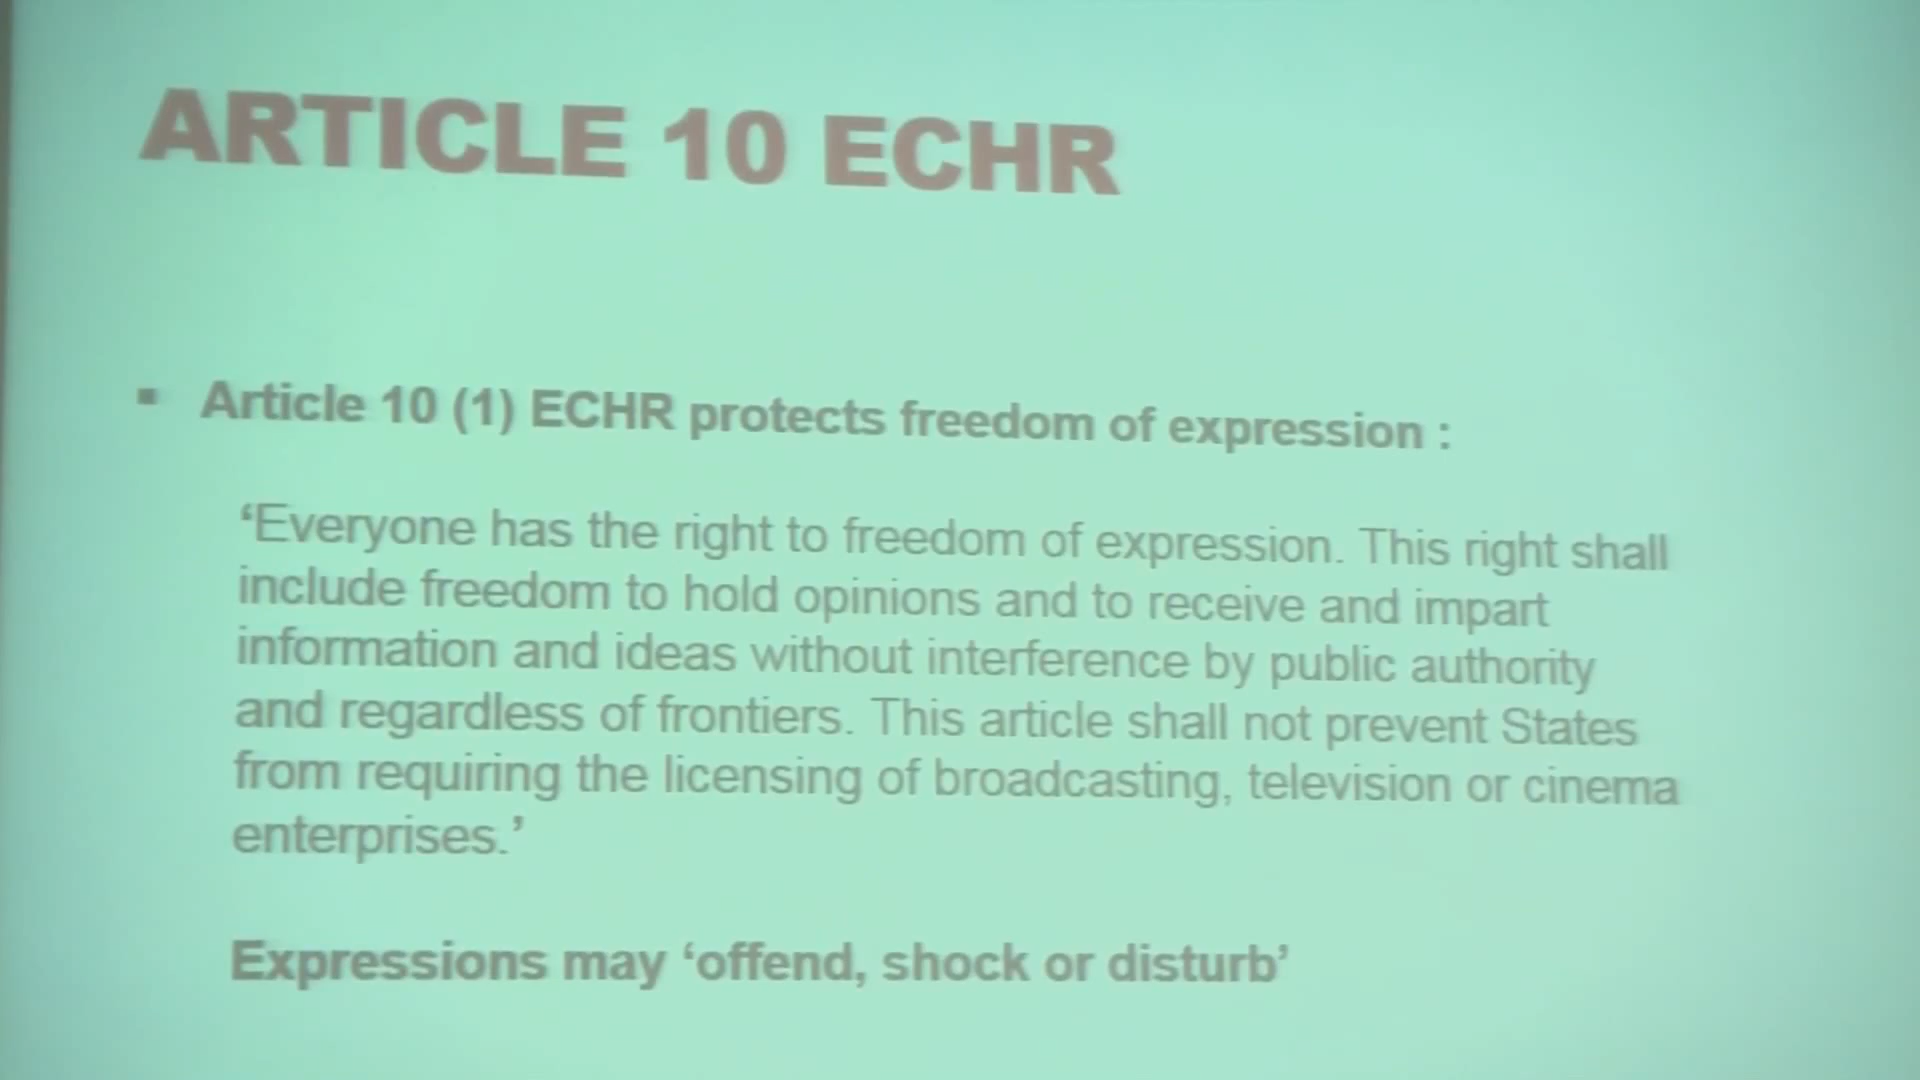 ARTICLE 10 ECHR
▪ Article 10 (1) ECHR protects freedom of expression :
‘Everyone has the right to freedom of expression. This right shall
include freedom to hold opinions and to receive and impart
information and ideas without interference by public authority
and regardless of frontiers. This article shall not prevent States
from requiring the licensing of broadcasting, television or cinema
enterprises.’
Expressions may ‘offend, shock or disturb’